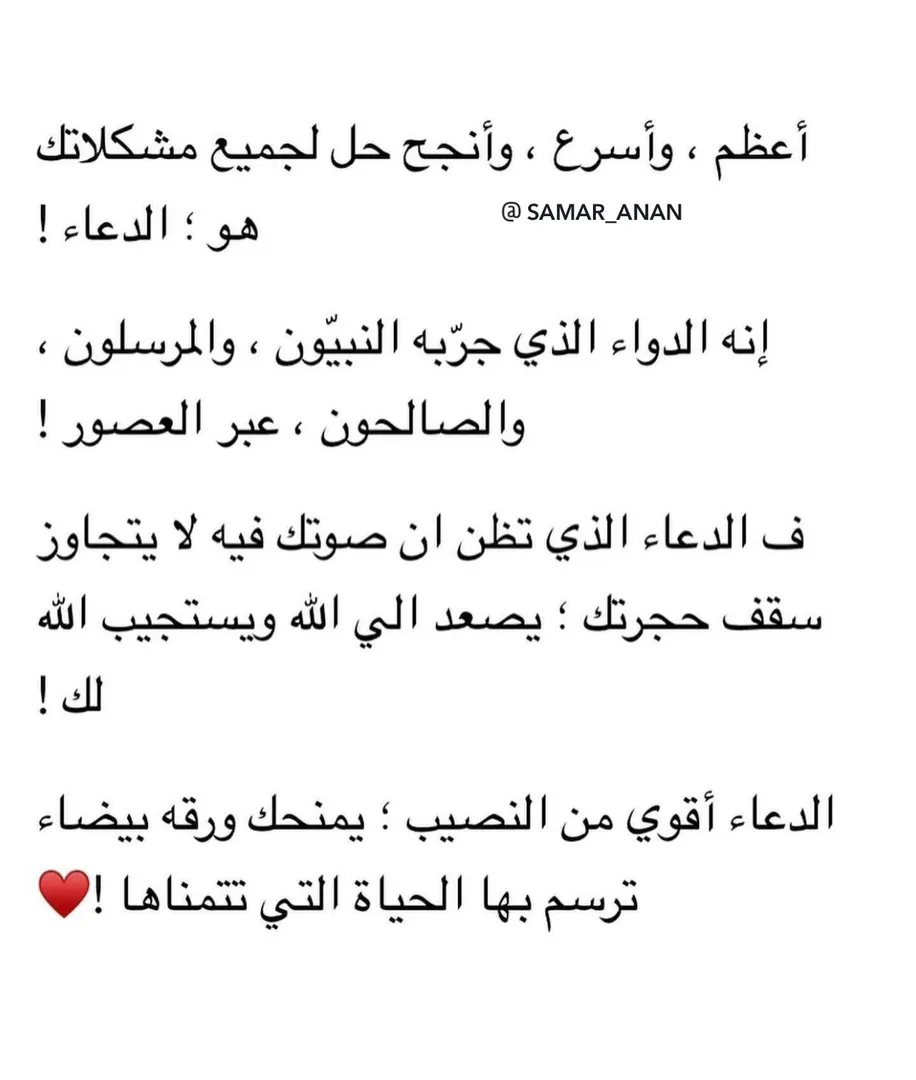 أعظم ، وأسرع ، وأنجح حل لجميع مشكلاتك
@ SAMAR_ANAN
هو ؛ الدعاء !
إنه الدواء الذي جرّبه النبيّون ، والمرسلون ،
والصالحون ، عبر العصور !
ف الدعاء الذي تظن ان صوتك فيه لا يتجاوز
سقف حجرتك ؛ يصعد الي الله ويستجيب الله
لك !
الدعاء أقوي من النصيب ؛ يمنحك ورقه بيضاء
ترسم بها الحياة التي تتمناها !♥️